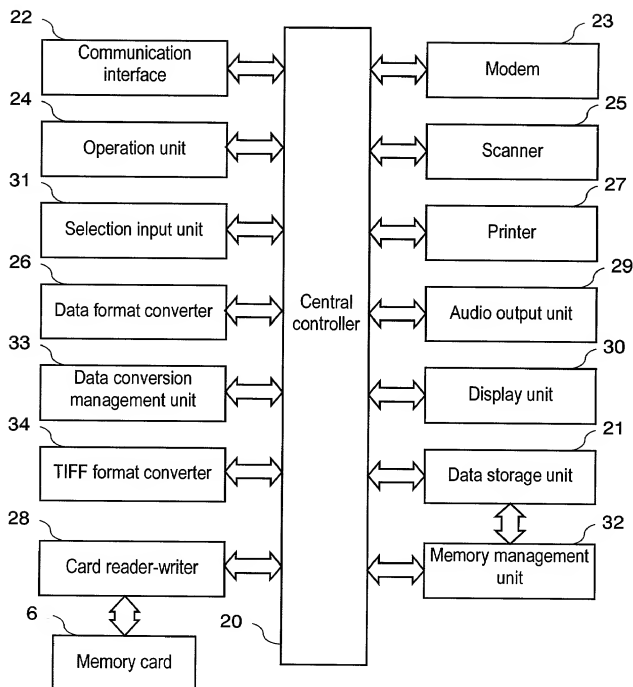 22
Communication
interface
23
Modem
24
Operation unit
25
Scanner
31
Selection input unit
27
Printer
26
Data format converter
Central
controller
29
Audio output unit
33
Data conversion
management unit
30
Display unit
34
TIFF format converter
21
Data storage unit
28
Card reader-writer
32
Memory management
unit
6
Memory card
20